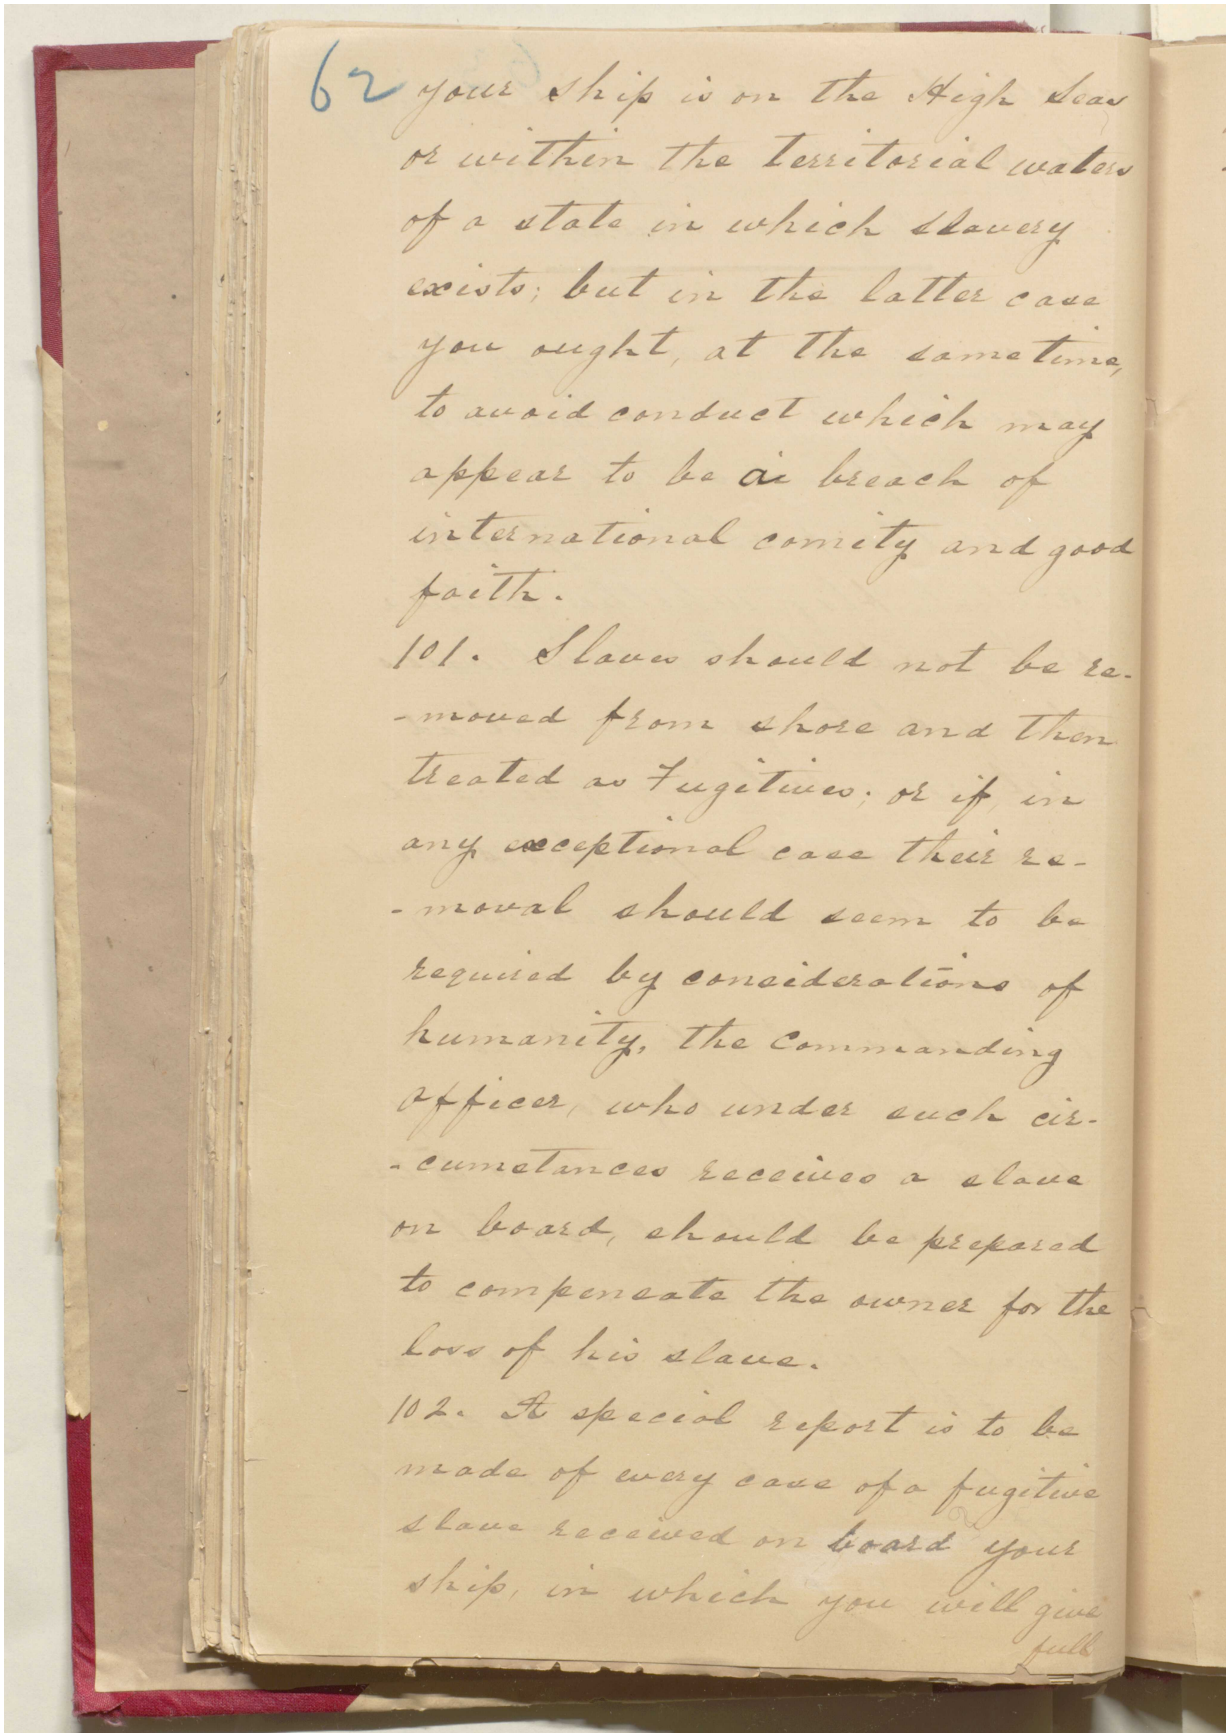 62 your ship is on the High Seas
or within the territorial waters
of a state in which slavery
exists; but in the latter case
you ought, at the sametime,
to avoid conduct which may
appear to be a breach of
international comity and good
faith.
101. Slaves should not be re-
-moved from shore and then
treated as Fugitives; or if, in
any exceptional case their re-
-moval should seem to be
required by considerations of
humanity, the Commanding
officer, who under such cir-
-cumstances receives a slave
on board, should be prepared
to compensate the owner for the
loss of his slave.
102. A special report is to be
made of every case of a fugitive
slave received on board your
ship, in which you will give
full